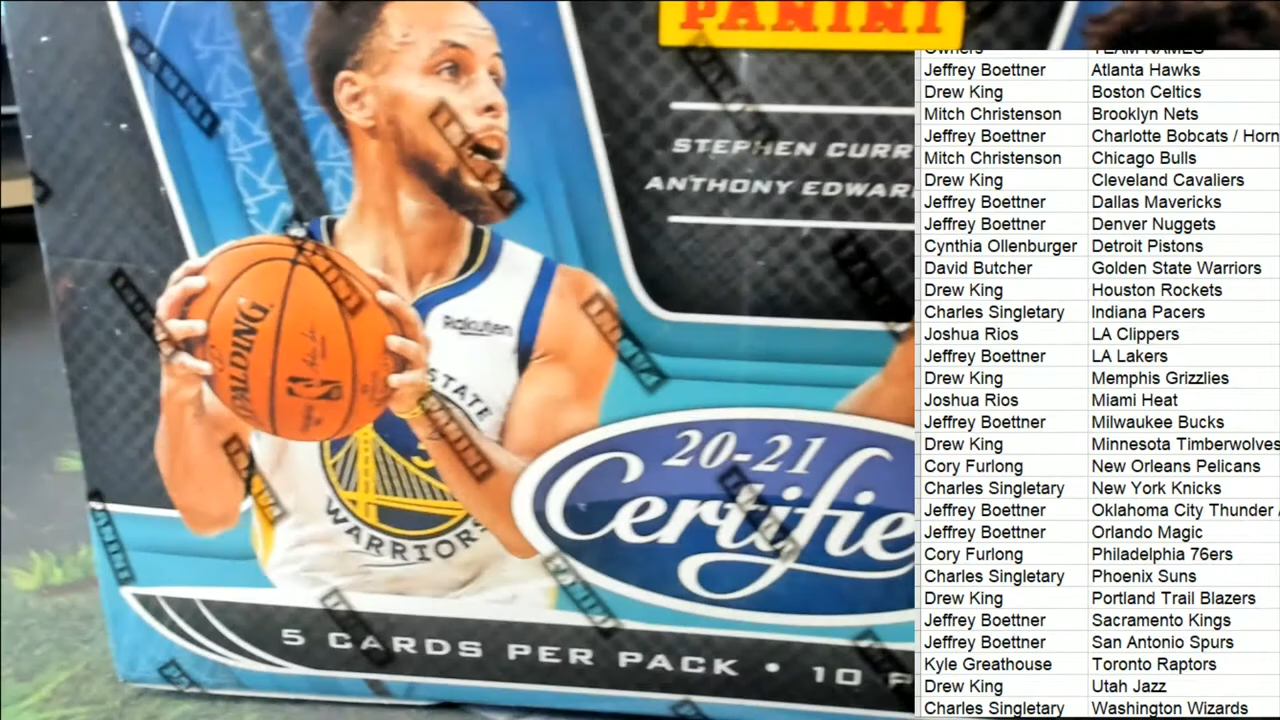 PANINI
STEPHEN CURR
ANTHONY EDWAR
SPALDING
Rakuten
STATE
WARRIOR
20-21
Certifie
5 CARDS PER PACK • 10 P
Owners TEAM NAMES
Jeffrey Boettner Atlanta Hawks
Drew King Boston Celtics
Mitch Christenson Brooklyn Nets
Jeffrey Boettner Charlotte Bobcats / Horn
Mitch Christenson Chicago Bulls
Drew King Cleveland Cavaliers
Jeffrey Boettner Dallas Mavericks
Jeffrey Boettner Denver Nuggets
Cynthia Ollenburger Detroit Pistons
David Butcher Golden State Warriors
Drew King Houston Rockets
Charles Singletary Indiana Pacers
Joshua Rios LA Clippers
Jeffrey Boettner LA Lakers
Drew King Memphis Grizzlies
Joshua Rios Miami Heat
Jeffrey Boettner Milwaukee Bucks
Drew King Minnesota Timberwolves
Cory Furlong New Orleans Pelicans
Charles Singletary New York Knicks
Jeffrey Boettner Oklahoma City Thunder
Jeffrey Boettner Orlando Magic
Cory Furlong Philadelphia 76ers
Charles Singletary Phoenix Suns
Drew King Portland Trail Blazers
Jeffrey Boettner Sacramento Kings
Jeffrey Boettner San Antonio Spurs
Kyle Greathouse Toronto Raptors
Drew King Utah Jazz
Charles Singletary Washington Wizards